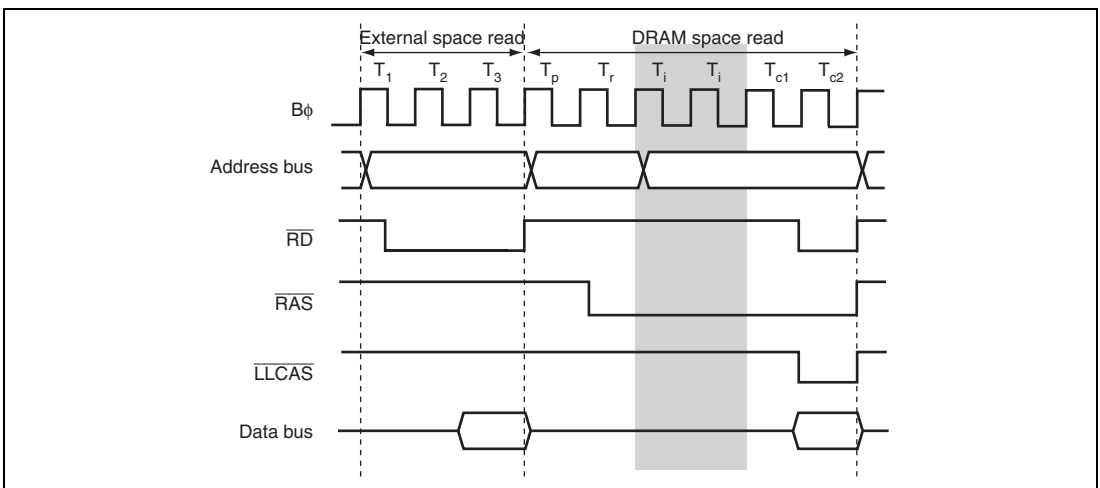 External space read DRAM space read
T1 T2 T3 Tp Tr Ti Ti Tc1 Tc2
Bϕ
Address bus
RD
RAS
LLCAS
Data bus